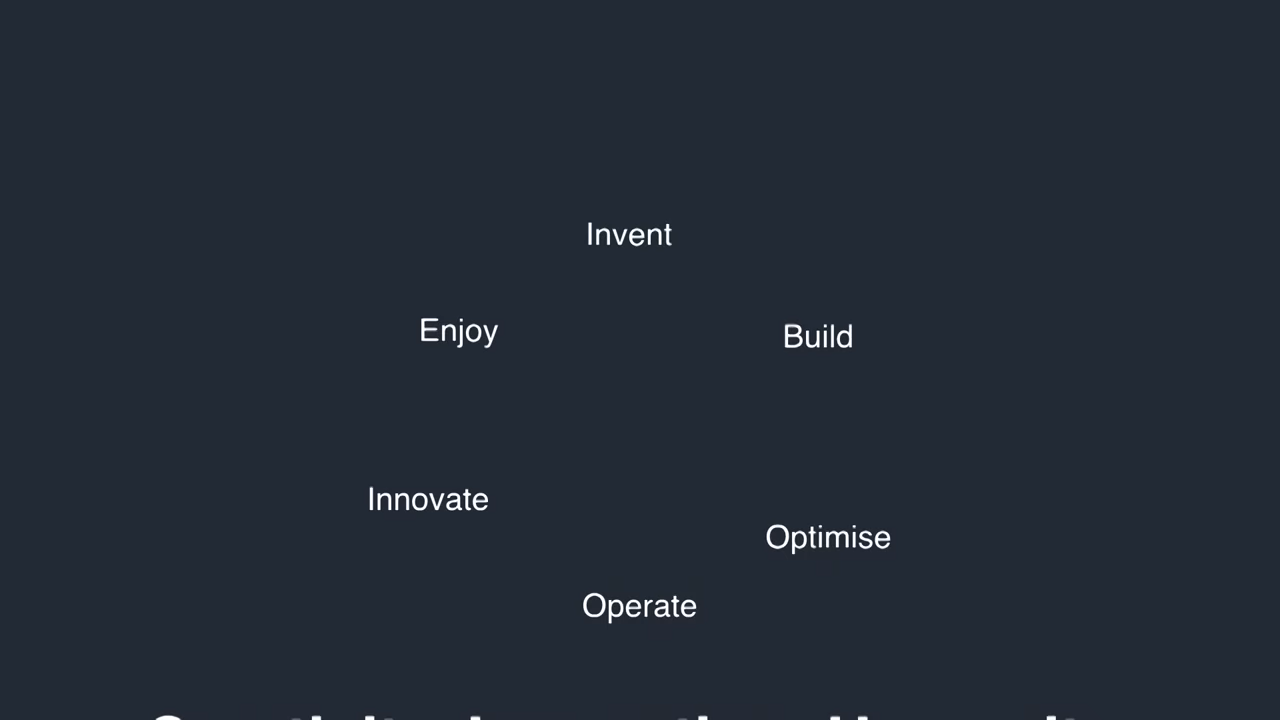 Invent
Enjoy
Build
Innovate
Optimise
Operate